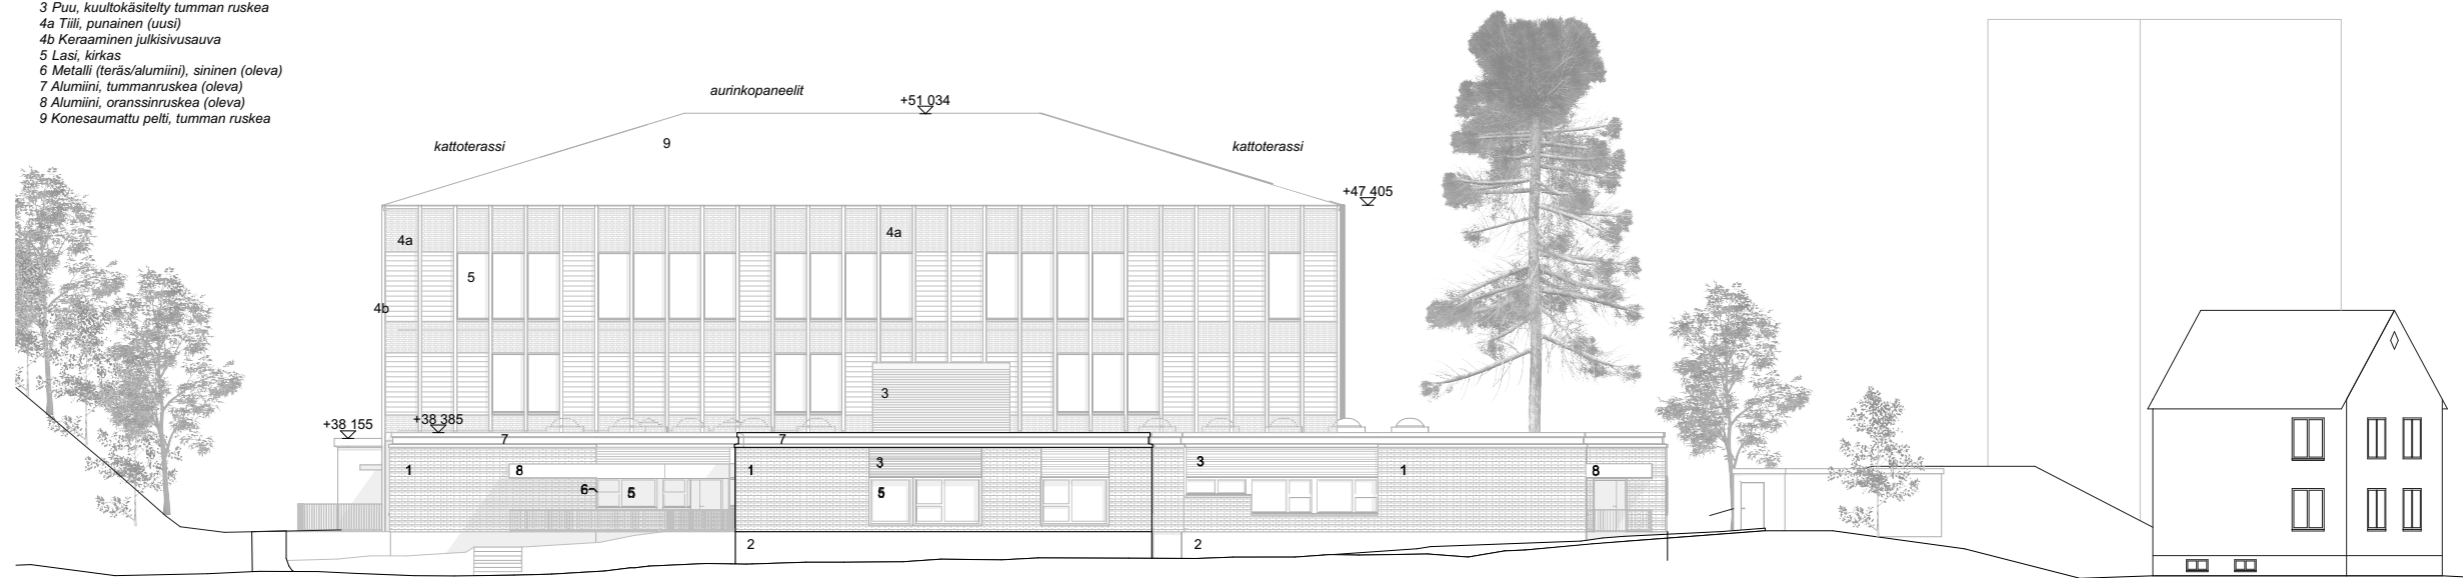 3 Puu, kuultokäsitelty tumman ruskea
4a Tiili, punainen (uusi)
4b Keraaminen julkisivusauva
5 Lasi, kirkas
6 Metalli (teräs/alumiini), sininen (oleva)
7 Alumiini, tummanruskea (oleva)
8 Alumiini, oranssinruskea (oleva)
9 Konesaumattu pelti, tumman ruskea
aurinkopaneelit
+51 034
kattoterassi
9
kattoterassi
+47 405
4a
4a
5
4b
3
+38 155
+38 385
7
7
1
8
1
3
3
1
8
6
5
5
2
2